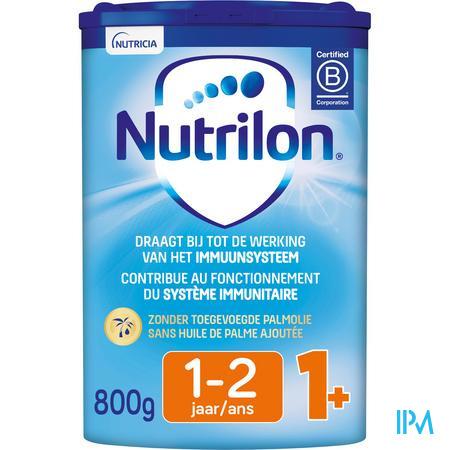 NUTRICIA
Certified
B
Corporation
Nutrilon®
DRAAGT BIJ TOT DE WERKING
VAN HET IMMUUNSYSTEEM
CONTRIBUE AU FONCTIONNEMENT
DU SYSTÈME IMMUNITAIRE
ZONDER TOEGEVOEGDE PALMOLIE
SANS HUILE DE PALME AJOUTÉE
800g
1-2
jaar/ans
1+
IPM